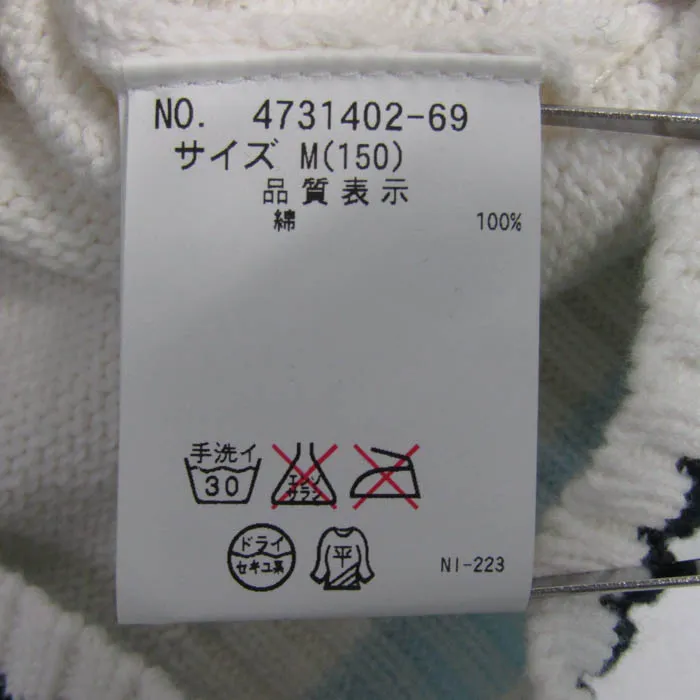 NO. 4731402-69
サイズ M(150)
品質表示
綿 100%
手洗イ
30
エンソ
サラシ
ドライ
セキユ系
平
NI-223